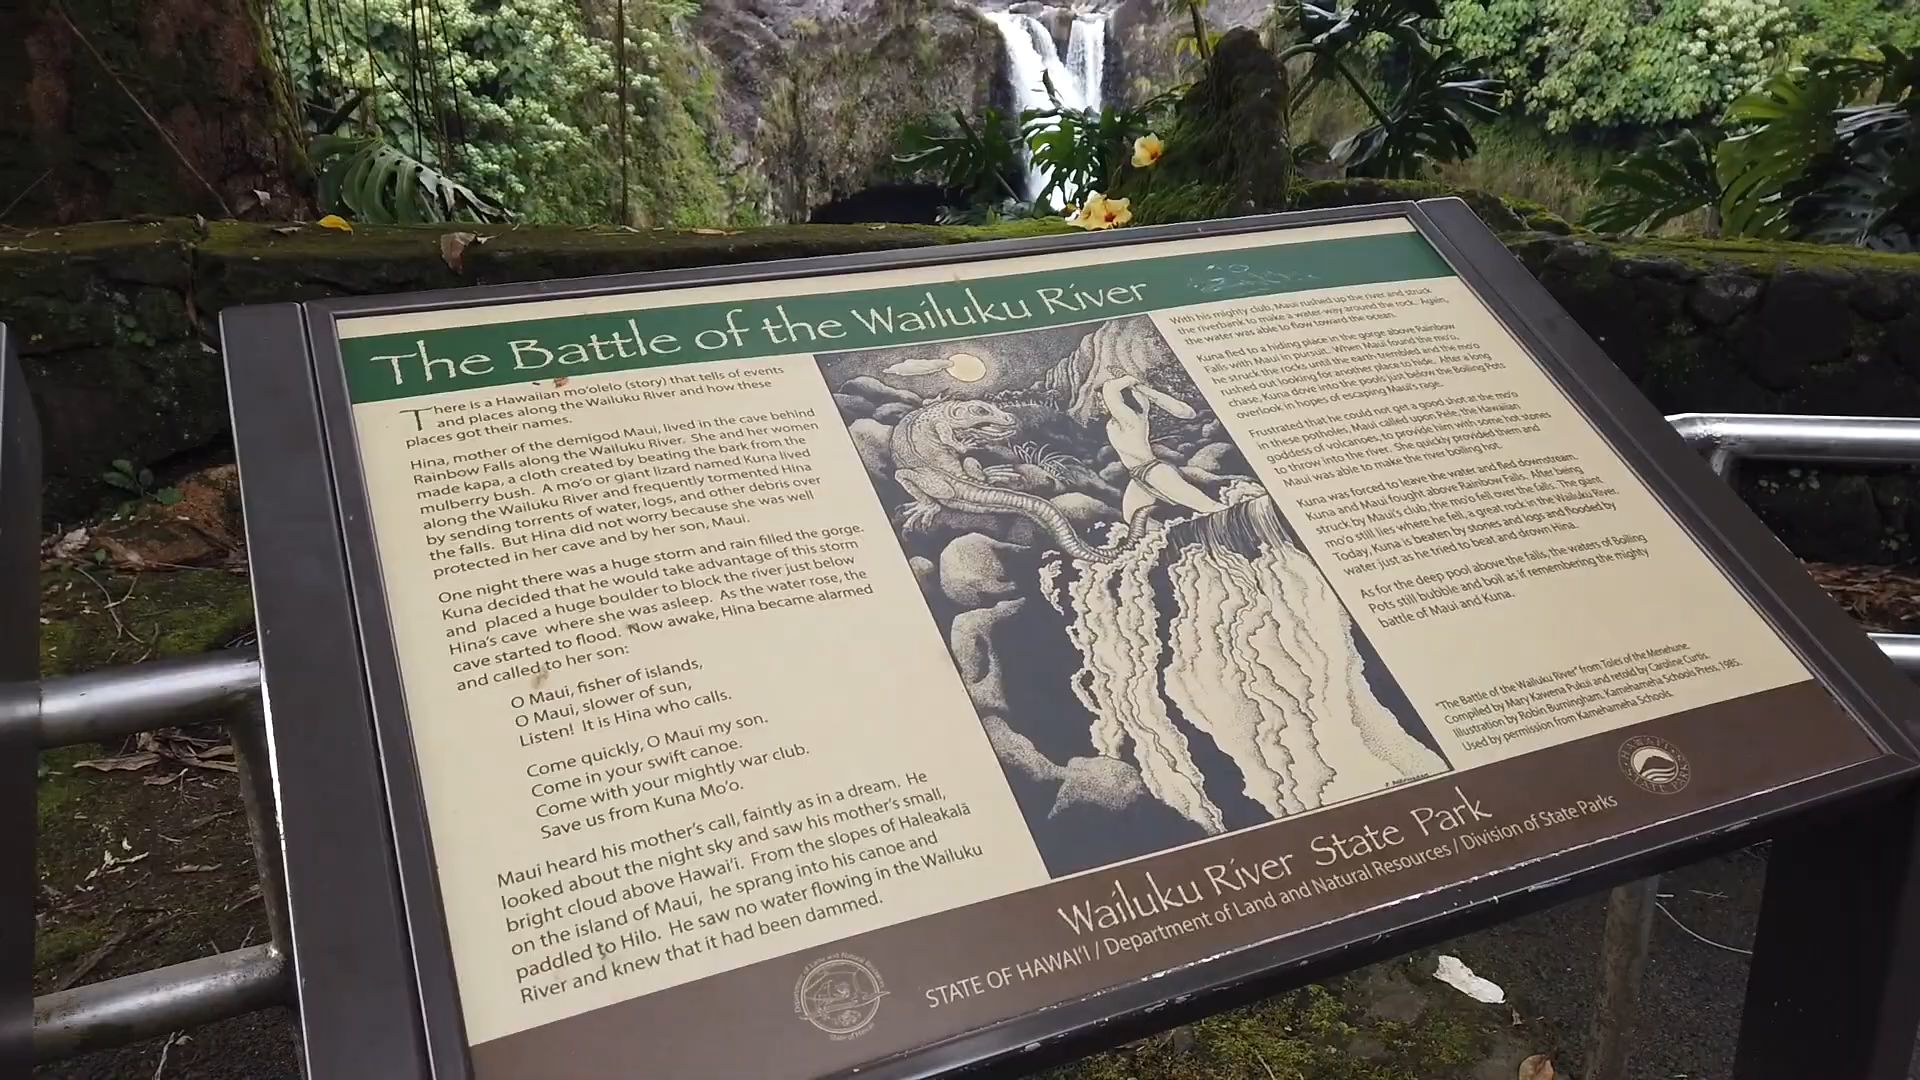 The Battle of the Wailuku River
There is a Hawaiian mo'olelo (story) that tells of events
and places along the Wailuku River and how these
places got their names.
Hina, mother of the demigod Maui, lived in the cave behind
Rainbow Falls along the Wailuku River. She and her women
made kapa, a cloth created by beating the bark from the
mulberry bush. A mo'o or giant lizard named Kuna lived
along the Wailuku River and frequently tormented Hina
by sending torrents of water, logs, and other debris over
the falls. But Hina did not worry because she was well
protected in her cave and by her son, Maui.
One night there was a huge storm and rain filled the gorge.
Kuna decided that he would take advantage of this storm
and placed a huge boulder to block the river just below
Hina's cave where she was asleep. As the water rose, the
cave started to flood. Now awake, Hina became alarmed
and called to her son:
O Maui, fisher of islands,
O Maui, slower of sun,
Listen! It is Hina who calls.
Come quickly, O Maui my son.
Come in your swift canoe.
Come with your mightly war club.
Save us from Kuna Mo'o.
Maui heard his mother's call, faintly as in a dream. He
looked about the night sky and saw his mother's small,
bright cloud above Hawai'i. From the slopes of Haleakalā
on the island of Maui, he sprang into his canoe and
paddled to Hilo. He saw no water flowing in the Wailuku
River and knew that it had been dammed.
With his mighty club, Maui rushed up the river and struck
the riverbank to make a water-way around the rock. Again,
the water was able to flow toward the ocean.
Kuna fled to a hiding place in the gorge above Rainbow
Falls with Maui in pursuit. When Maui found the mo'o,
he struck the rocks until the earth trembled and the mo'o
rushed out looking for another place to hide. After a long
chase, Kuna dove into the pools just below the Boiling Pots
overlook in hopes of escaping Maui's rage.
Frustrated that he could not get a good shot at the mo'o
in these potholes, Maui called upon Pele, the Hawaiian
goddess of volcanoes, to provide him with some hot stones
to throw into the river. She quickly provided them and
Maui was able to make the river boiling hot.
Kuna was forced to leave the water and fled downstream.
Kuna and Maui fought above Rainbow Falls. After being
struck by Maui's club, the mo'o fell over the falls. The giant
mo'o still lies where he fell, a great rock in the Wailuku River.
Today, Kuna is beaten by stones and logs and flooded by
water just as he tried to beat and drown Hina.
As for the deep pool above the falls, the waters of Boiling
Pots still bubble and boil as if remembering the mighty
battle of Maui and Kuna.
"The Battle of the Wailuku River" from Tales of the Menehune.
Compiled by Mary Kawena Pukui and retold by Caroline Curtis.
Illustration by Robin Burningham. Kamehameha Schools Press, 1985.
Used by permission from Kamehameha Schools.
Wailuku River State Park
STATE OF HAWAI'I / Department of Land and Natural Resources / Division of State Parks
HAWAI'I
STATE PARKS
Department of Land and Natural Resources
State of Hawaii